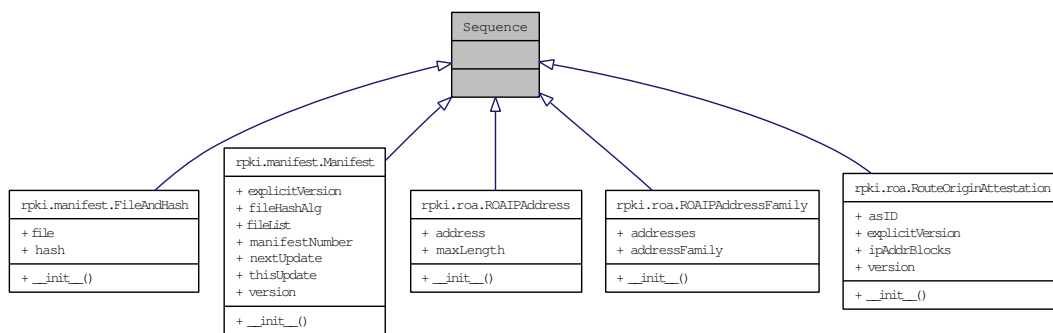 Sequence
rpki.manifest.FileAndHash
+ file
+ hash
+ __init__()
rpki.manifest.Manifest
+ explicitVersion
+ fileHashAlg
+ fileList
+ manifestNumber
+ nextUpdate
+ thisUpdate
+ version
+ __init__()
rpki.roa.ROAIPAddress
+ address
+ maxLength
+ __init__()
rpki.roa.ROAIPAddressFamily
+ addresses
+ addressFamily
+ __init__()
rpki.roa.RouteOriginAttestation
+ asID
+ explicitVersion
+ ipAddrBlocks
+ version
+ __init__()